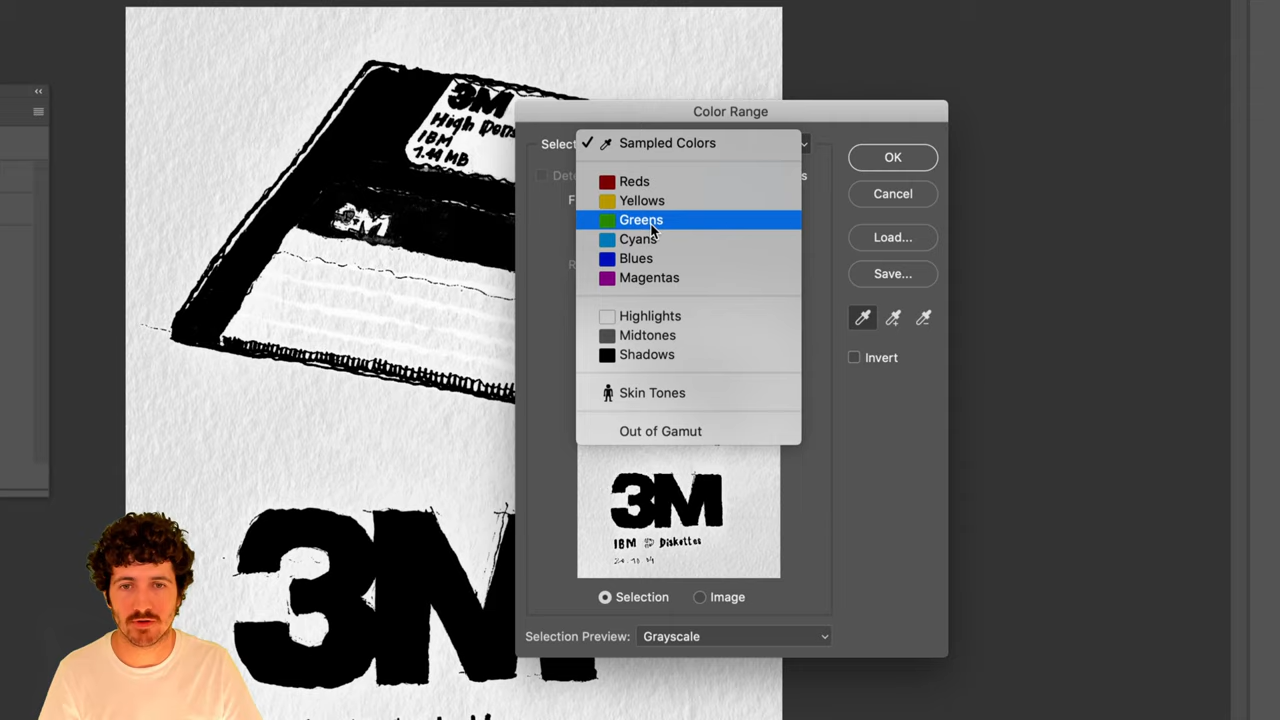 3M
High Dens
IBM
1.44 MB
3M
3M
Color Range
Select
Sampled Colors
Reds
Yellows
Greens
Cyans
Blues
Magentas
Highlights
Midtones
Shadows
Skin Tones
Out of Gamut
OK
Cancel
Load...
Save...
Invert
3M
IBM Diskettes
Selection
Image
Selection Preview: Grayscale